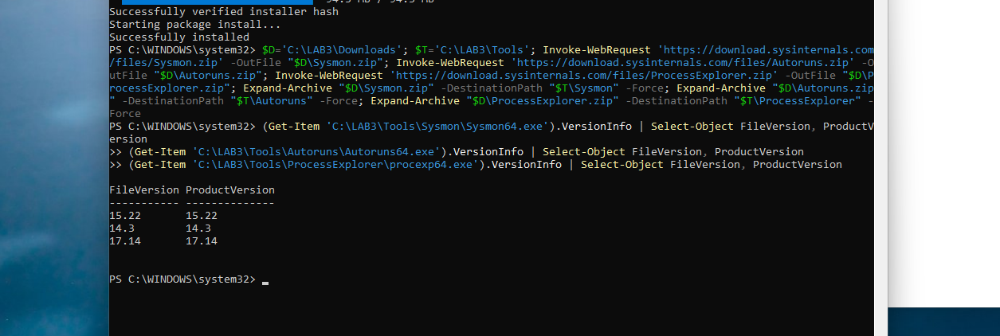 Successfully verified installer hash
Starting package install...
Successfully installed
PS C:\WINDOWS\system32> $D='C:\LAB3\Downloads'; $T='C:\LAB3\Tools'; Invoke-WebRequest 'https://download.sysinternals.com
/files/Sysmon.zip' -OutFile "$D\Sysmon.zip"; Invoke-WebRequest 'https://download.sysinternals.com/files/Autoruns.zip' -O
utFile "$D\Autoruns.zip"; Invoke-WebRequest 'https://download.sysinternals.com/files/ProcessExplorer.zip' -OutFile "$D\P
rocessExplorer.zip"; Expand-Archive "$D\Sysmon.zip" -DestinationPath "$T\Sysmon" -Force; Expand-Archive "$D\Autoruns.zip
" -DestinationPath "$T\Autoruns" -Force; Expand-Archive "$D\ProcessExplorer.zip" -DestinationPath "$T\ProcessExplorer" -
Force
PS C:\WINDOWS\system32> (Get-Item 'C:\LAB3\Tools\Sysmon\Sysmon64.exe').VersionInfo | Select-Object FileVersion, ProductV
ersion
>> (Get-Item 'C:\LAB3\Tools\Autoruns\Autoruns64.exe').VersionInfo | Select-Object FileVersion, ProductVersion
>> (Get-Item 'C:\LAB3\Tools\ProcessExplorer\procexp64.exe').VersionInfo | Select-Object FileVersion, ProductVersion
FileVersion ProductVersion
----------- --------------
15.22 15.22
14.3 14.3
17.14 17.14
PS C:\WINDOWS\system32>